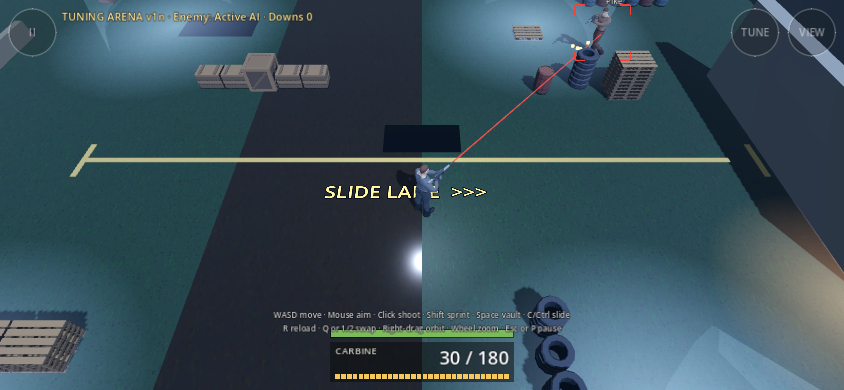 TUNING ARENA v1n · Enemy: Active AI · Downs 0
II
TUNE
VIEW
SLIDE LANE >>>
WASD move · Mouse aim · Click shoot · Shift sprint · Space vault · C/Ctrl slide
R reload · Q or 1/2 swap · Right-drag orbit · Wheel zoom · Esc or P pause
CARBINE
30 / 180